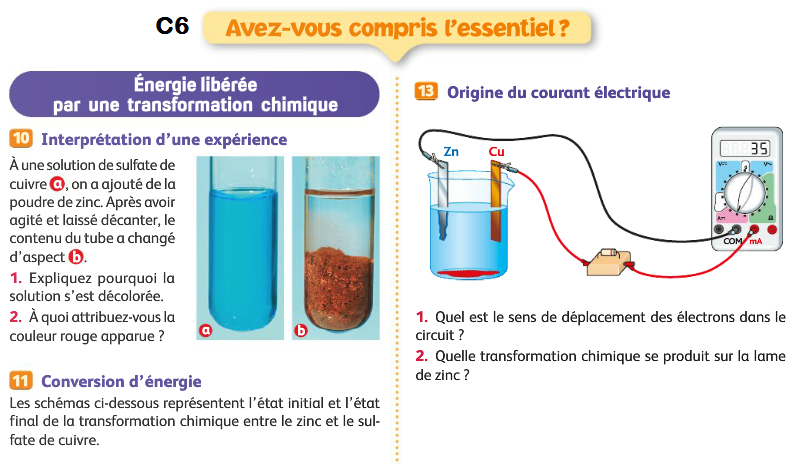 C6
Avez-vous compris l'essentiel ?
Énergie libérée
par une transformation chimique
10 Interprétation d'une expérience
À une solution de sulfate de
cuivre a, on a ajouté de la
poudre de zinc. Après avoir
agité et laissé décanter, le
contenu du tube a changé
d'aspect b.
1. Expliquez pourquoi la
solution s'est décolorée.
2. À quoi attribuez-vous la
couleur rouge apparue ?
a
b
11 Conversion d'énergie
Les schémas ci-dessous représentent l'état initial et l'état
final de la transformation chimique entre le zinc et le sul-
fate de cuivre.
13 Origine du courant électrique
Zn
Cu
35
V
V~
A
Ω
COM
mA
1. Quel est le sens de déplacement des électrons dans le
circuit ?
2. Quelle transformation chimique se produit sur la lame
de zinc ?